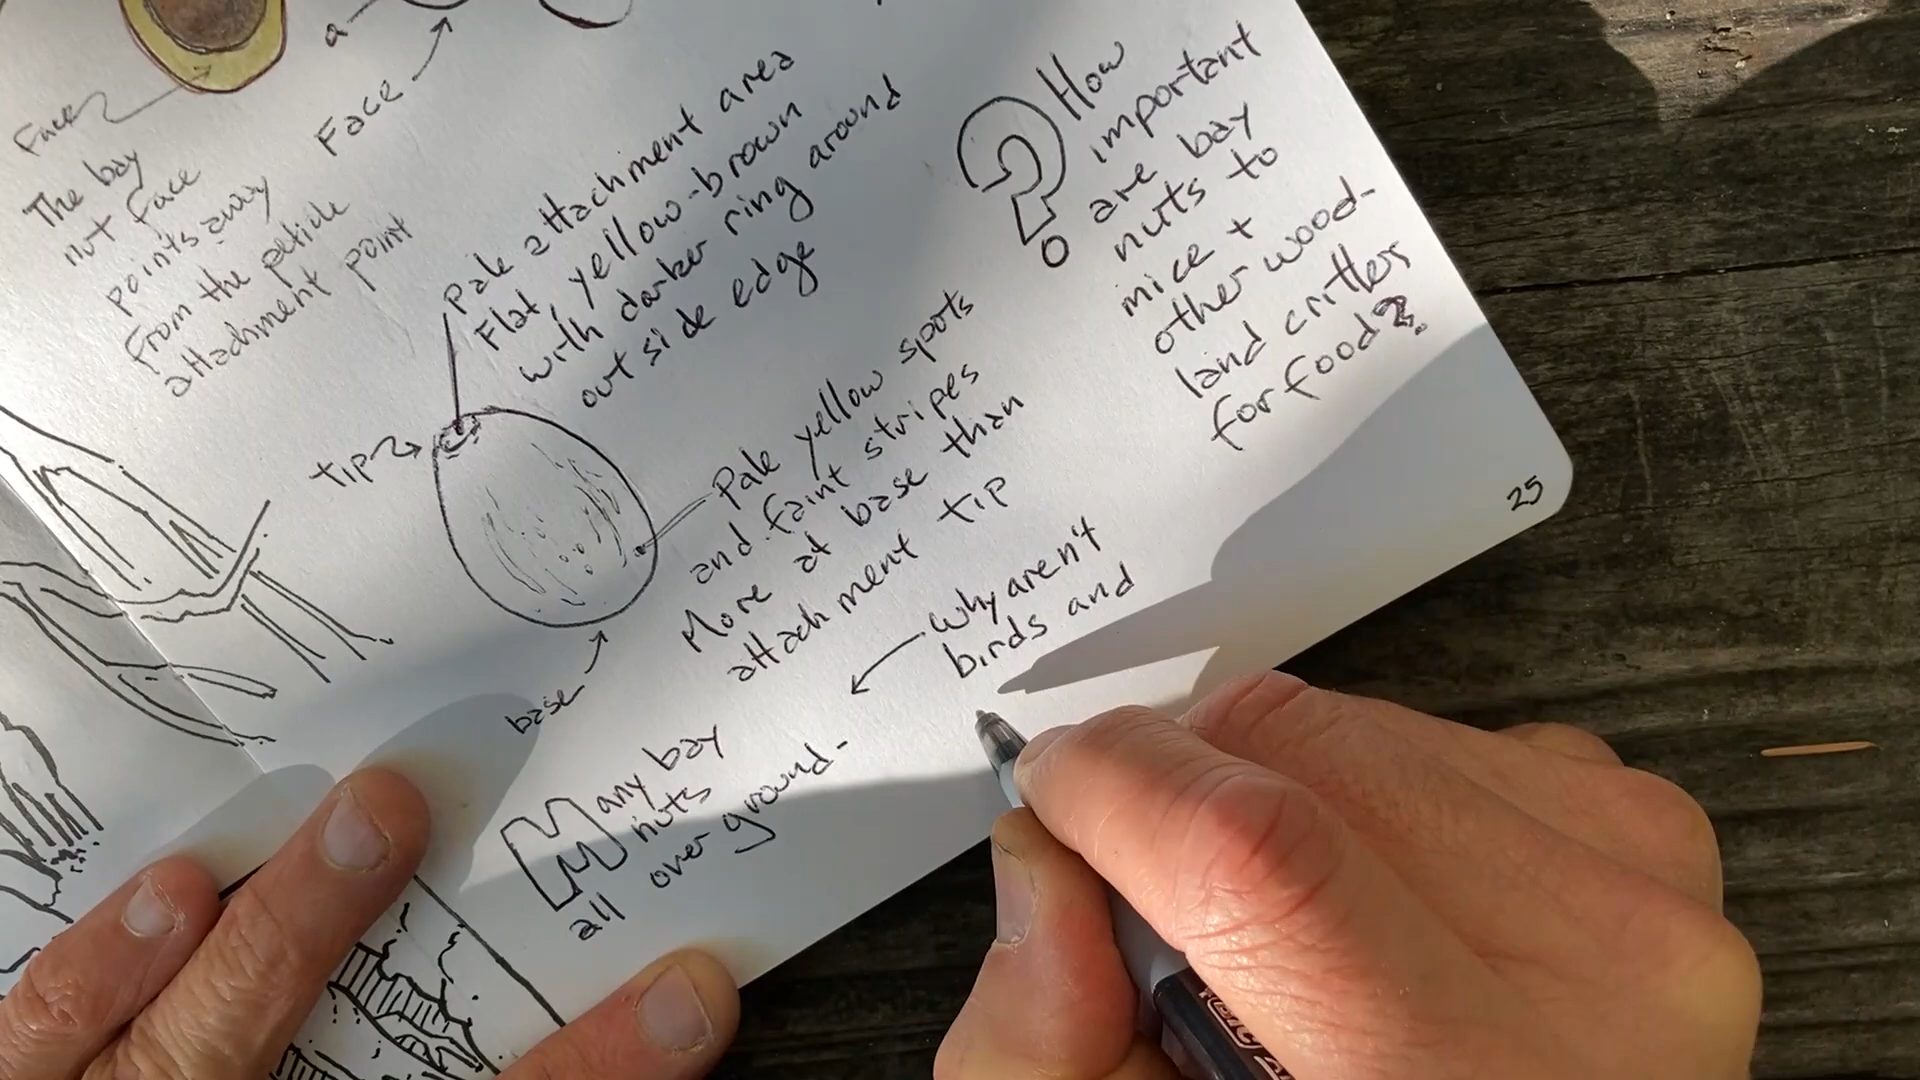 a
Face
Face
The bay
nut face
points away
from the petiole
attachment point
Pale attachment area
Flat, yellow-brown
with darker ring around
outside edge
How
important
are bay
nuts to
mice +
other wood-
land critters
for food?
?
tip
Pale yellow spots
and faint stripes
More at base than
attachment tip
base
Why aren't
birds and
Many bay
nuts
all over ground-
25